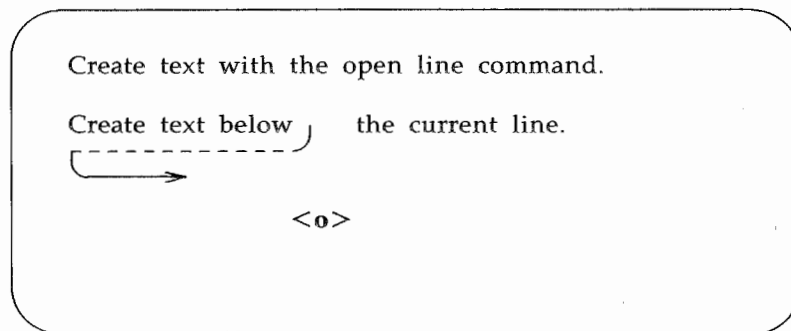 Create text with the open line command.
Create text below the current line.
<o>